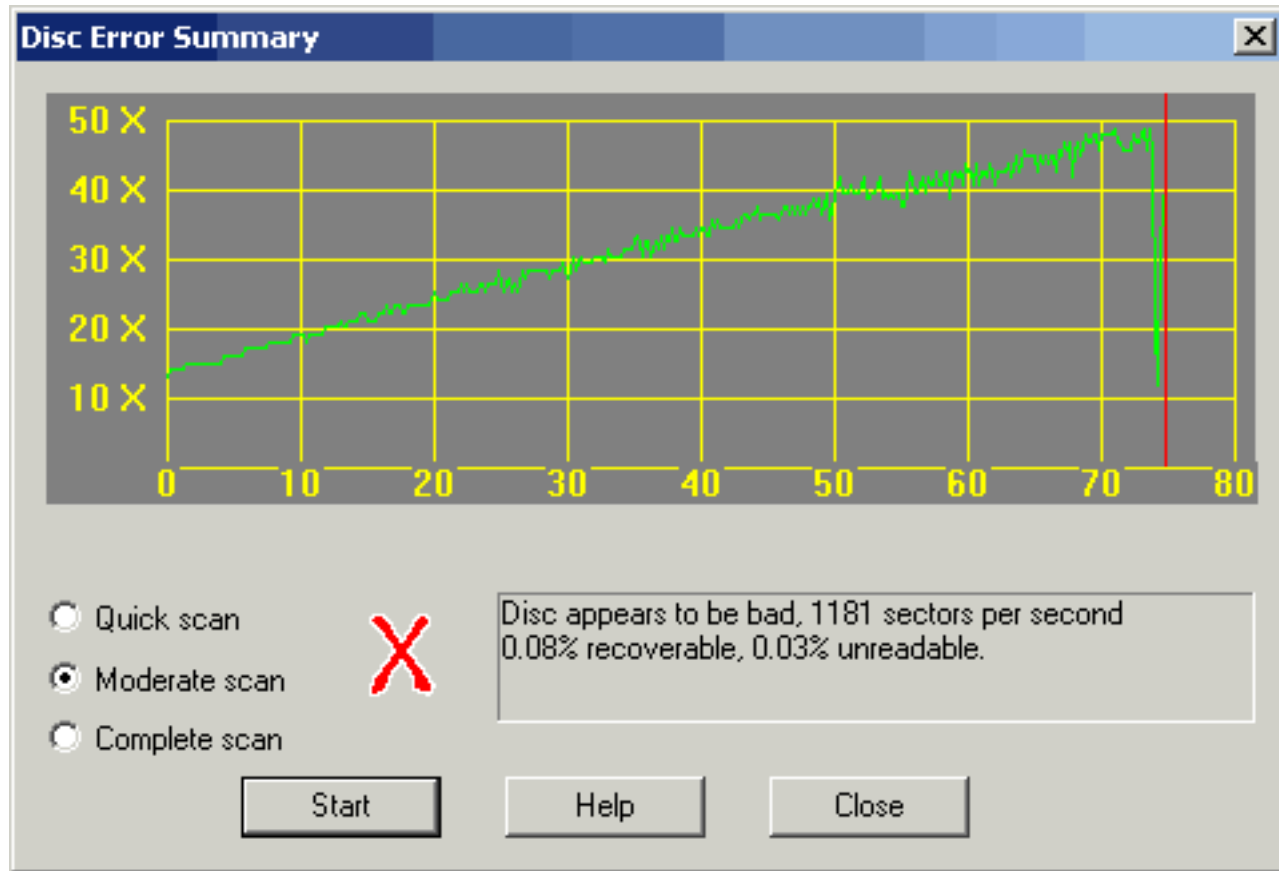 Disc Error Summary
50 X
40 X
30 X
20 X
10 X
0 10 20 30 40 50 60 70 80
Quick scan
Moderate scan
Complete scan
Disc appears to be bad, 1181 sectors per second
0.08% recoverable, 0.03% unreadable.
Start Help Close